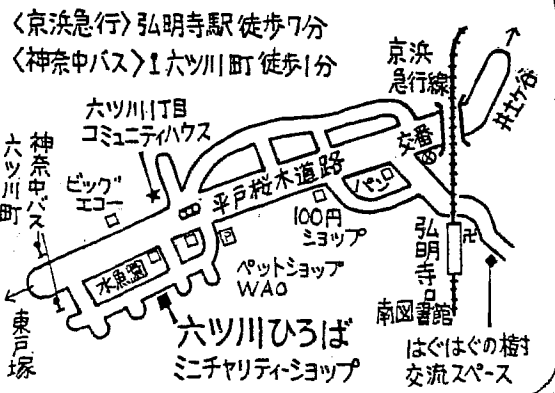 〈京浜急行〉弘明寺駅徒歩7分
〈神奈中バス〉六ツ川町徒歩1分
京浜
急行線
井土ヶ谷
六ツ川1丁目
コミュニティハウス
交番
神奈中バス
六ツ川町
ビッグ
エコー
平戸桜木道路
パン
100円
ショップ
弘明寺
卍
水魚園
P
ペットショップ
WAO
南図書館
東戸塚
六ツ川ひろば
ミニチャリティーショップ
はぐはぐの樹
交流スペース